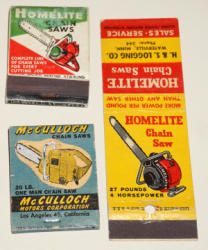 HOMELITE
CHAIN
SAWS
COMPLETE LINE
OF CHAIN SAWS
FOR EVERY
CUTTING JOB
McCULLOCH
CHAIN SAWS
20 LB.
ONE MAN CHAIN SAW
McCULLOCH
MOTORS CORPORATION
Los Angeles 45, California
SALES - SERVICE
H. & S. LOGGING CO.
WATERVILLE, MINN.
HOMELITE
Chain Saws
MORE POWER PER POUND
THAN ANY OTHER SAW
HOMELITE
Chain
Saw
27 POUNDS
4 HORSEPOWER